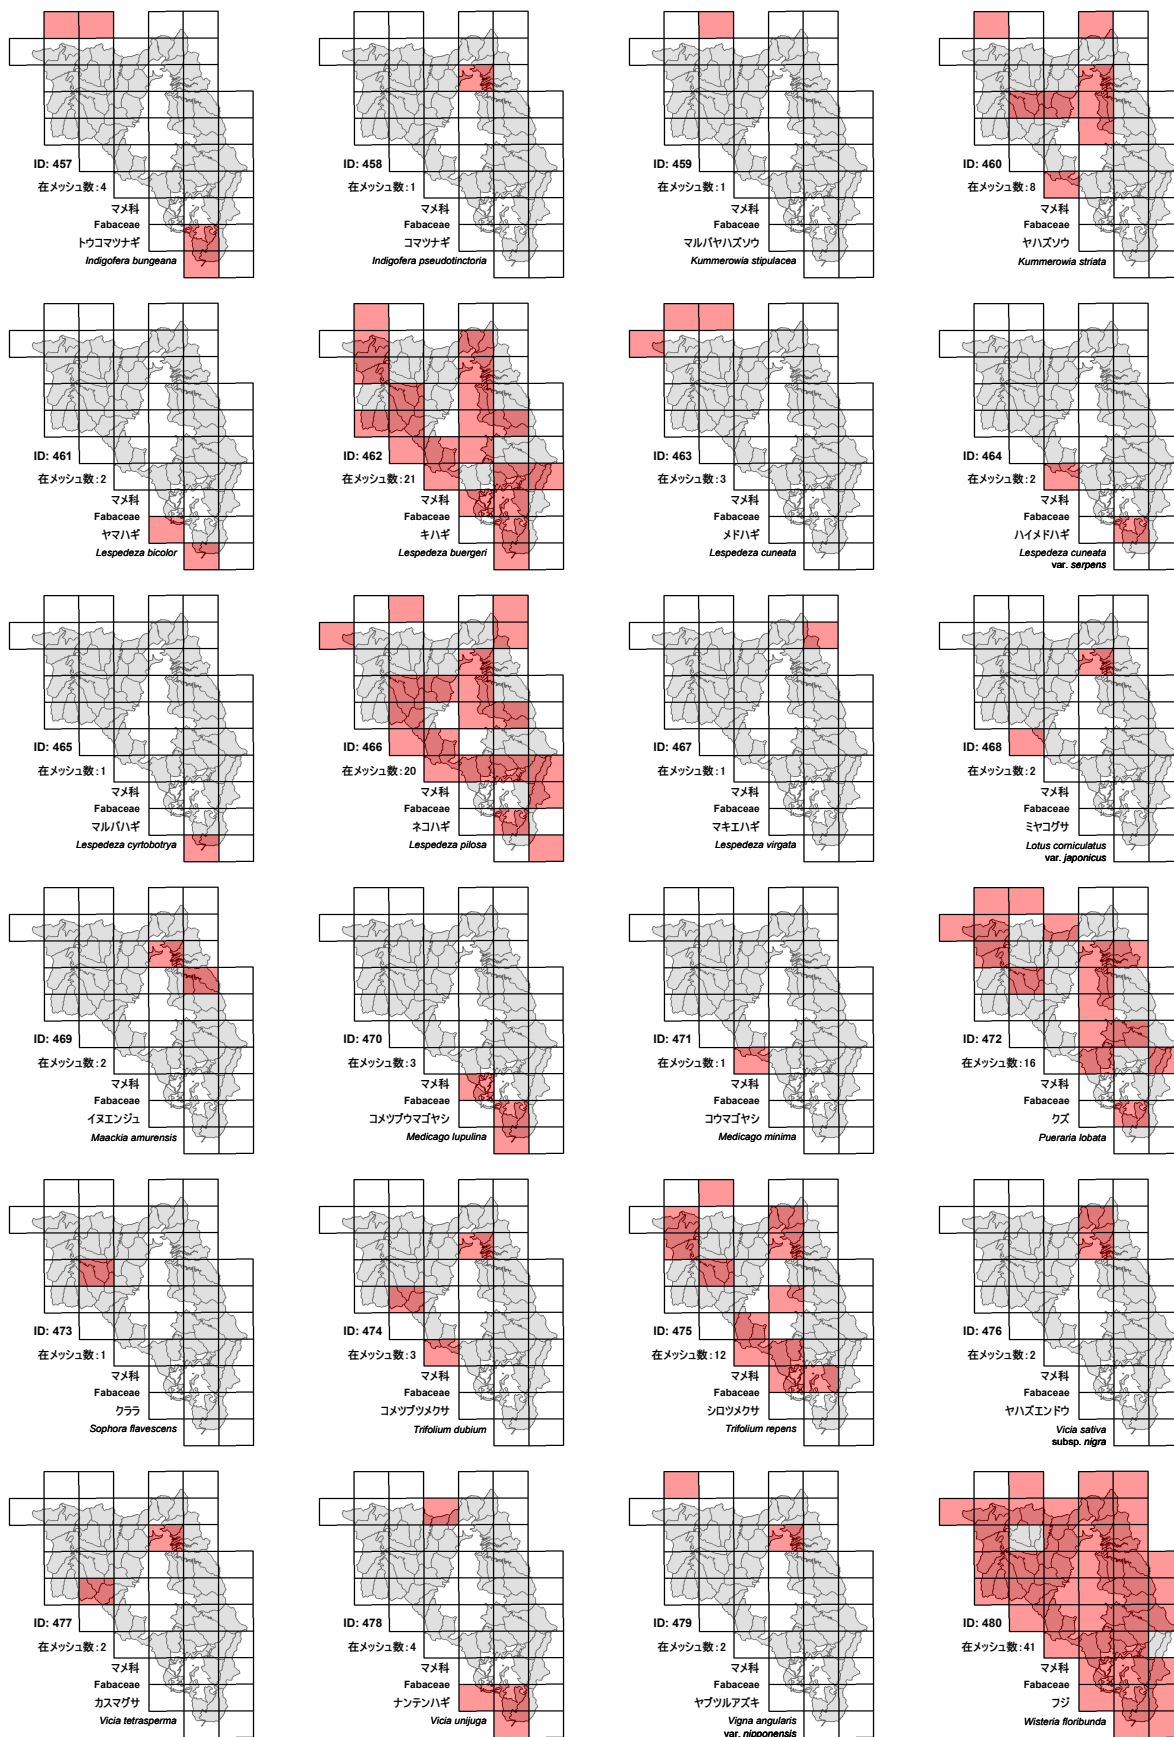 ID: 457
在メッシュ数:4
マメ科
Fabaceae
トウコマツナギ
Indigofera bungeana
ID: 458
在メッシュ数:1
マメ科
Fabaceae
コマツナギ
Indigofera pseudotinctoria
ID: 459
在メッシュ数:1
マメ科
Fabaceae
マルバヤハズソウ
Kummerowia stipulacea
ID: 460
在メッシュ数:8
マメ科
Fabaceae
ヤハズソウ
Kummerowia striata
ID: 461
在メッシュ数:2
マメ科
Fabaceae
ヤマハギ
Lespedeza bicolor
ID: 462
在メッシュ数:21
マメ科
Fabaceae
キハギ
Lespedeza buergeri
ID: 463
在メッシュ数:3
マメ科
Fabaceae
メドハギ
Lespedeza cuneata
ID: 464
在メッシュ数:2
マメ科
Fabaceae
ハイメドハギ
Lespedeza cuneata
var. serpens
ID: 465
在メッシュ数:1
マメ科
Fabaceae
マルバハギ
Lespedeza cyrtobotrya
ID: 466
在メッシュ数:20
マメ科
Fabaceae
ネコハギ
Lespedeza pilosa
ID: 467
在メッシュ数:1
マメ科
Fabaceae
マキエハギ
Lespedeza virgata
ID: 468
在メッシュ数:2
マメ科
Fabaceae
ミヤコグサ
Lotus corniculatus
var. japonicus
ID: 469
在メッシュ数:2
マメ科
Fabaceae
イヌエンジュ
Maackia amurensis
ID: 470
在メッシュ数:3
マメ科
Fabaceae
コメツブウマゴヤシ
Medicago lupulina
ID: 471
在メッシュ数:1
マメ科
Fabaceae
コウマゴヤシ
Medicago minima
ID: 472
在メッシュ数:16
マメ科
Fabaceae
クズ
Pueraria lobata
ID: 473
在メッシュ数:1
マメ科
Fabaceae
クララ
Sophora flavescens
ID: 474
在メッシュ数:3
マメ科
Fabaceae
コメツブツメクサ
Trifolium dubium
ID: 475
在メッシュ数:12
マメ科
Fabaceae
シロツメクサ
Trifolium repens
ID: 476
在メッシュ数:2
マメ科
Fabaceae
ヤハズエンドウ
Vicia sativa
subsp. nigra
ID: 477
在メッシュ数:2
マメ科
Fabaceae
カスマグサ
Vicia tetrasperma
ID: 478
在メッシュ数:4
マメ科
Fabaceae
ナンテンハギ
Vicia unijuga
ID: 479
在メッシュ数:2
マメ科
Fabaceae
ヤブツルアズキ
Vigna angularis
var. nipponensis
ID: 480
在メッシュ数:41
マメ科
Fabaceae
フジ
Wisteria floribunda